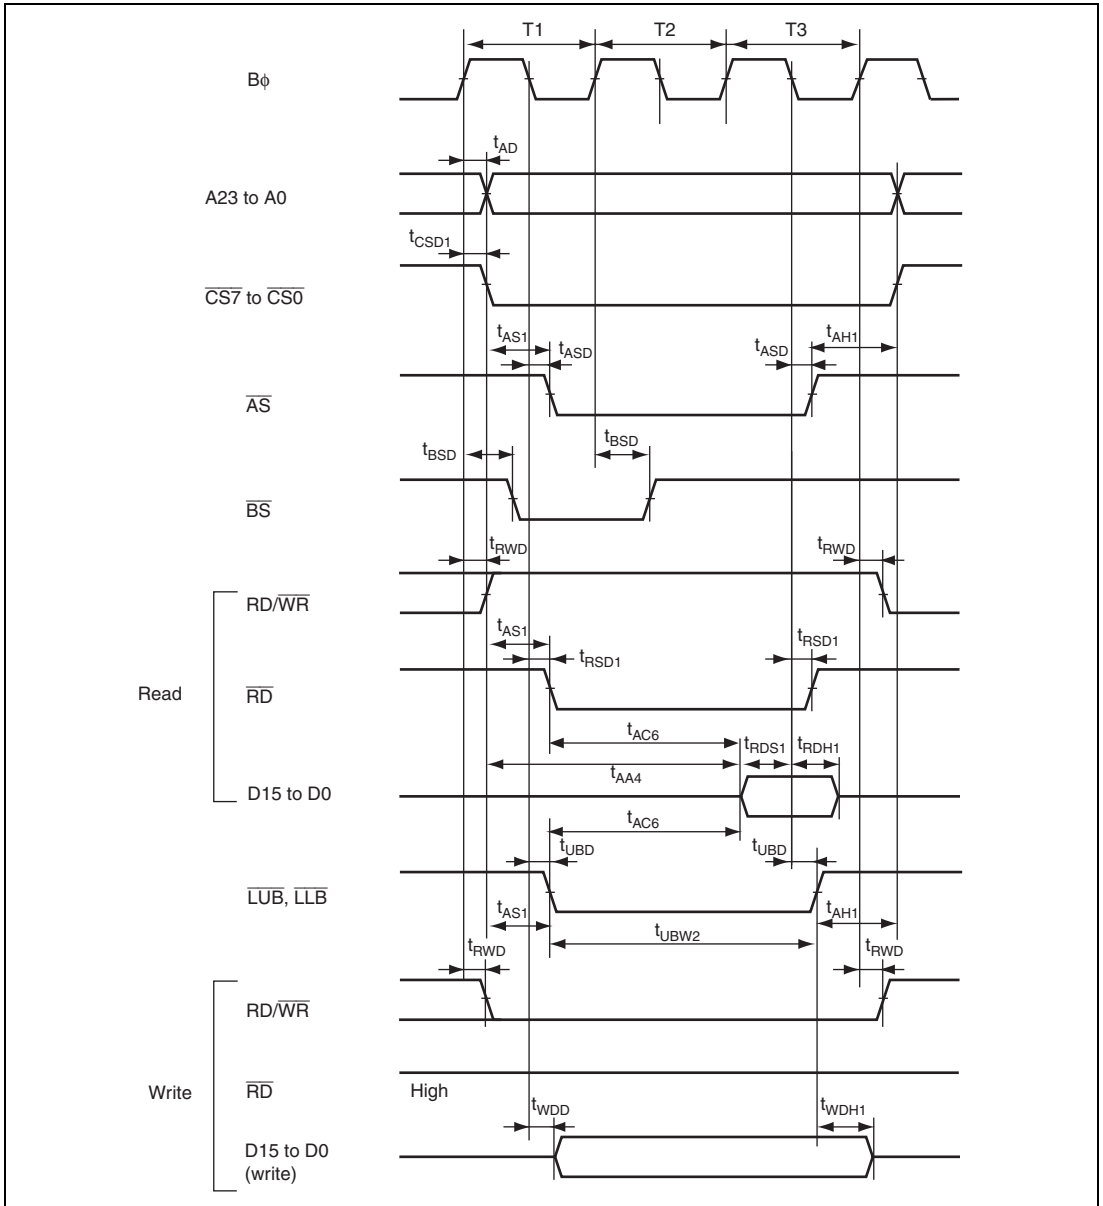 T1 T2 T3
Bϕ
tAD
A23 to A0
tCSD1
CS7 to CS0
tAS1 tASD tASD tAH1
AS
tBSD tBSD
BS
tRWD tRWD
RD/WR
tAS1 tRSD1 tRSD1
Read
RD
tAC6 tRDS1 tRDH1
tAA4
D15 to D0
tAC6
tUBD tUBD
LUB, LLB
tAS1 tUBW2 tAH1
tRWD tRWD
RD/WR
Write
RD High
tWDD tWDH1
D15 to D0
(write)